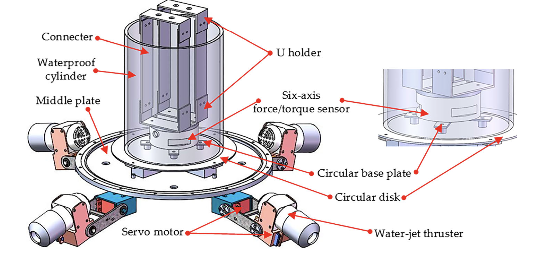 Connecter
U holder
Waterproof
cylinder
Middle plate
Six-axis
force/torque sensor
Circular base plate
Circular disk
Servo motor
Water-jet thruster